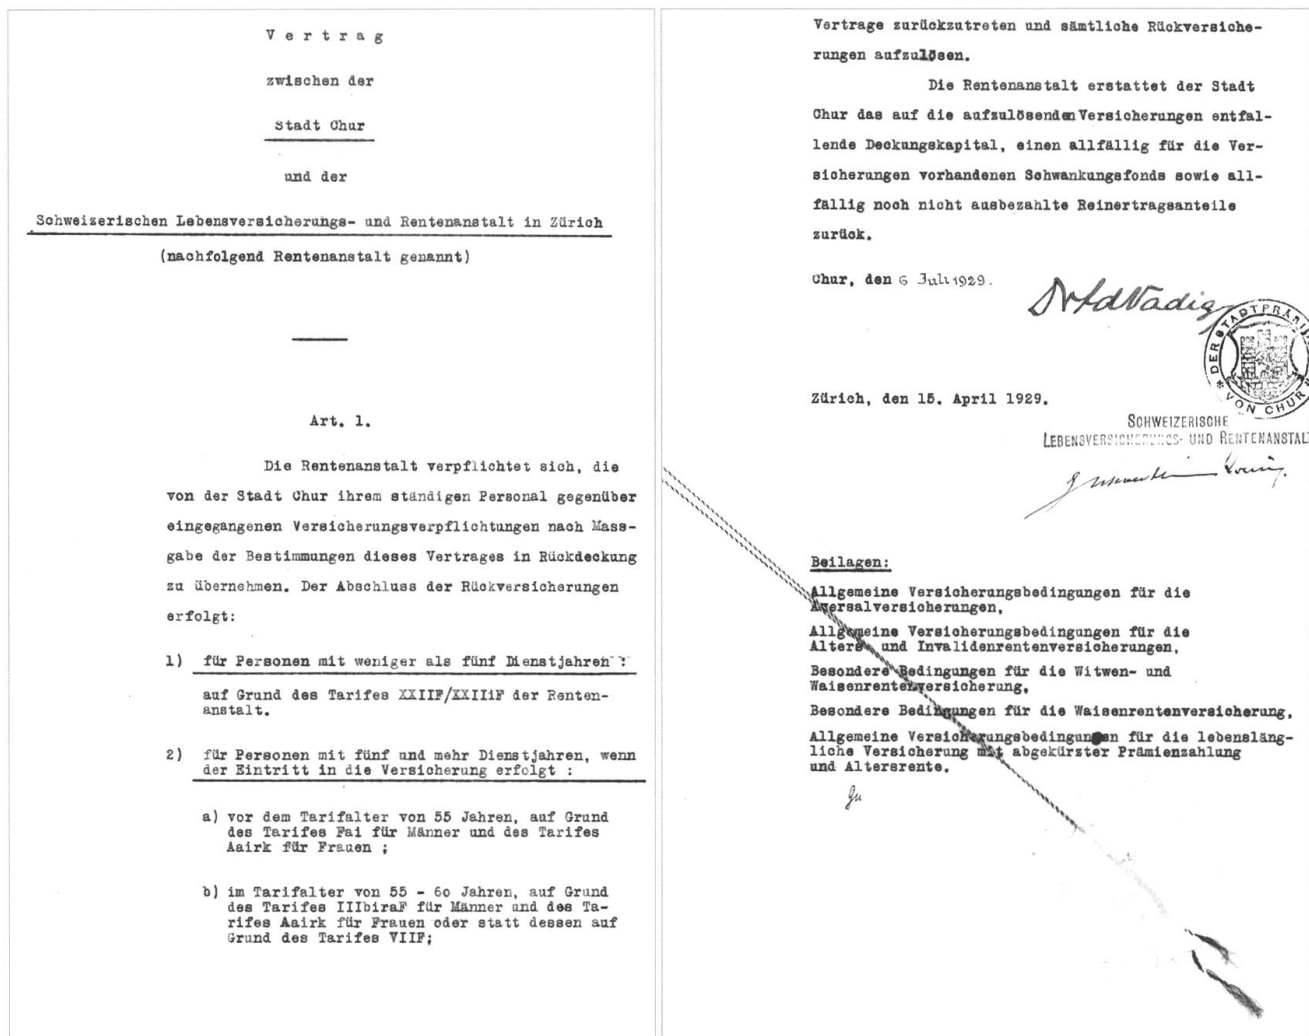 Vertrag
zwischen der
Stadt Chur
und der
Schweizerischen Lebensversicherungs- und Rentenanstalt in Zürich
(nachfolgend Rentenanstalt genannt)
Art. 1.
Die Rentenanstalt verpflichtet sich, die
von der Stadt Chur ihrem ständigen Personal gegenüber
eingegangenen Versicherungsverpflichtungen nach Mass-
gabe der Bestimmungen dieses Vertrages in Rückdeckung
zu übernehmen. Der Abschluss der Rückversicherungen
erfolgt:
1) für Personen mit weniger als fünf Dienstjahren :
auf Grund des Tarifes XXIIF/XXIIiF der Renten-
anstalt.
2) für Personen mit fünf und mehr Dienstjahren, wenn
der Eintritt in die Versicherung erfolgt :
a) vor dem Tarifalter von 55 Jahren, auf Grund
des Tarifes Fai für Männer und des Tarifes
Aairk für Frauen ;
b) im Tarifalter von 55 - 60 Jahren, auf Grund
des Tarifes IIIbiraF für Männer und des Ta-
rifes Aairk für Frauen oder statt dessen auf
Grund des Tarifes VIIF;
Vertrage zurückzutreten und sämtliche Rückversiche-
rungen aufzulösen.
Die Rentenanstalt erstattet der Stadt
Chur das auf die aufzulösenden Versicherungen entfal-
lende Deckungskapital, einen allfällig für die Ver-
sicherungen vorhandenen Schwankungsfonds sowie all-
fällig noch nicht ausbezahlte Reinertragsanteile
zurück.
Chur, den 6 Juli 1929.
DER STADTPRÄSI
VON CHUR
Zürich, den 15. April 1929.
SCHWEIZERISCHE
LEBENSVERSICHERUNGS- UND RENTENANSTALT
Beilagen:
Allgemeine Versicherungsbedingungen für die
Aversalversicherungen,
Allgemeine Versicherungsbedingungen für die
Alters- und Invalidenrentenversicherungen,
Besondere Bedingungen für die Witwen- und
Waisenrentenversicherung,
Besondere Bedingungen für die Waisenrentenversicherung,
Allgemeine Versicherungsbedingungen für die lebensläng-
liche Versicherung mit abgekürzter Prämienzahlung
und Altersrente.